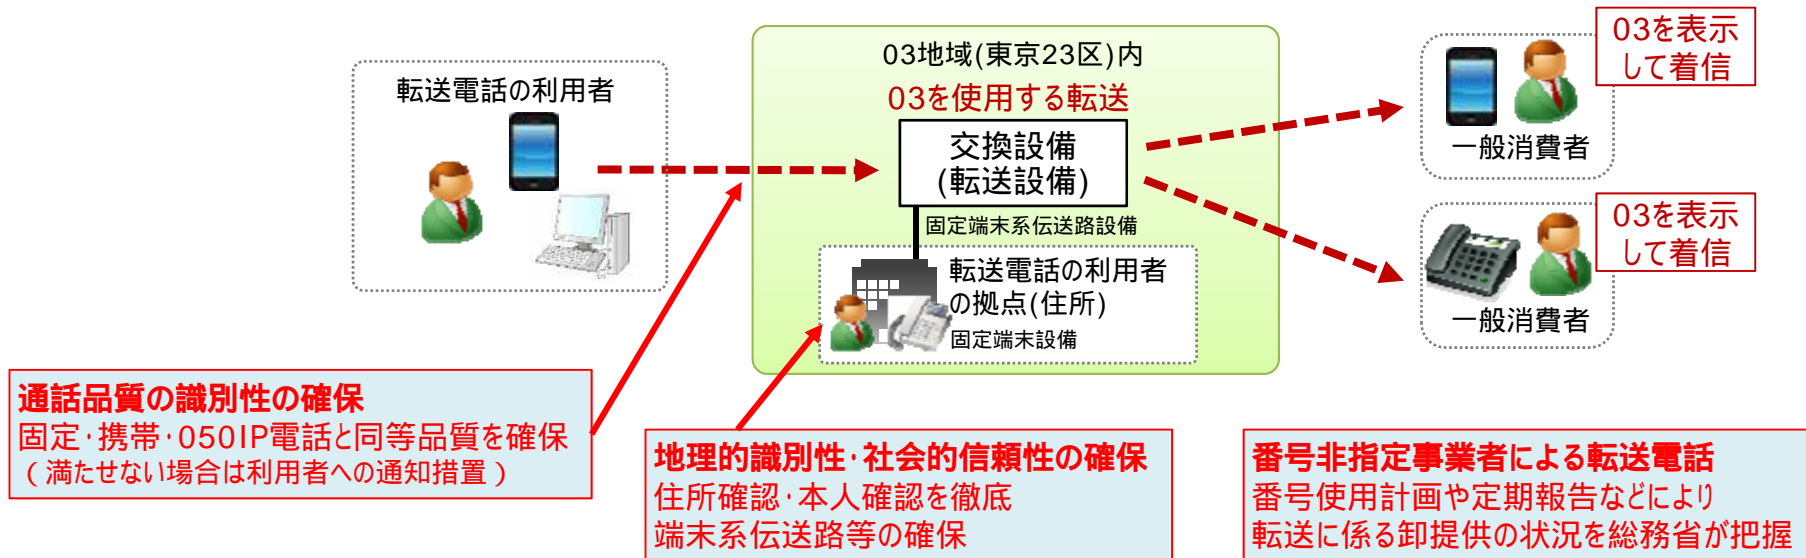 転送電話の利用者
03地域(東京23区)内
03を使用する転送
交換設備
(転送設備)
固定端末系伝送路設備
転送電話の利用者
の拠点(住所)
固定端末設備
03を表示
して着信
一般消費者
03を表示
して着信
一般消費者
通話品質の識別性の確保
固定・携帯・050IP電話と同等品質を確保
（満たせない場合は利用者への通知措置）
地理的識別性・社会的信頼性の確保
住所確認・本人確認を徹底
端末系伝送路等の確保
番号非指定事業者による転送電話
番号使用計画や定期報告などにより
転送に係る卸提供の状況を総務省が把握